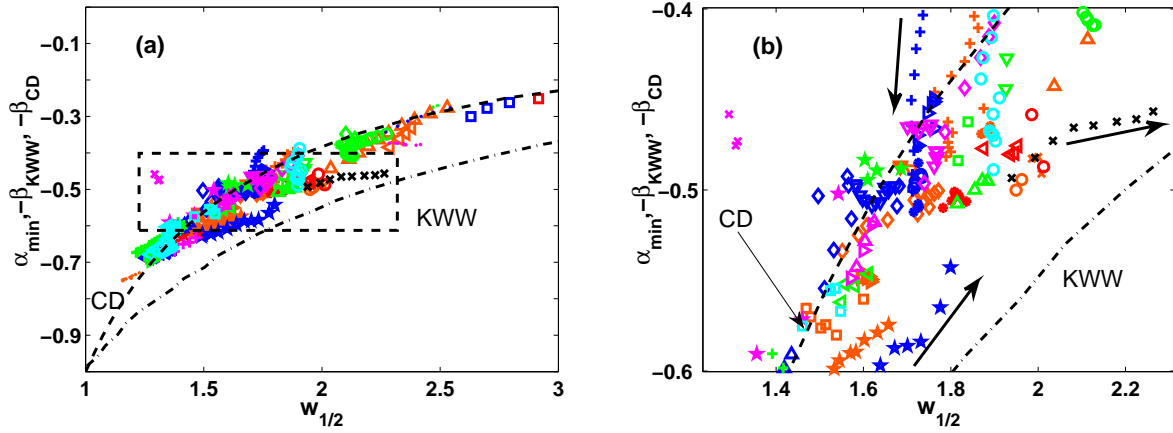 (a)
α_min, -β_KWW, -β_CD
−0.1
−0.3
−0.5
−0.7
−0.9
CD
KWW
1
1.5
2
2.5
3
w_1/2
(b)
α_min, -β_KWW, -β_CD
−0.4
−0.5
−0.6
CD
KWW
1.4
1.6
1.8
2
2.2
w_1/2